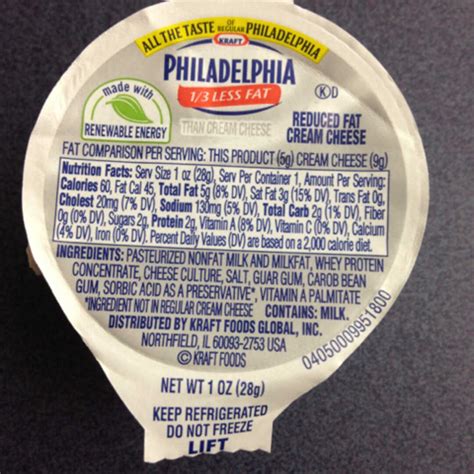 ALL THE TASTE OF REGULAR PHILADELPHIA
KRAFT
PHILADELPHIA
1/3 LESS FAT
THAN CREAM CHEESE
made with
RENEWABLE ENERGY
K D
REDUCED FAT
CREAM CHEESE
FAT COMPARISON PER SERVING: THIS PRODUCT (5g) CREAM CHEESE (9g)
Nutrition Facts: Serv Size 1 oz (28g), Serv Per Container 1, Amount Per Serving:
Calories 60, Fat Cal 45, Total Fat 5g (8% DV), Sat Fat 3g (15% DV), Trans Fat 0g,
Cholest 20mg (7% DV), Sodium 130mg (5% DV), Total Carb 2g (1% DV), Fiber
0g (0% DV), Sugars 2g, Protein 2g, Vitamin A (8% DV), Vitamin C (0% DV), Calcium
(4% DV), Iron (0% DV). Percent Daily Values (DV) are based on a 2,000 calorie diet.
INGREDIENTS: PASTEURIZED NONFAT MILK AND MILKFAT, WHEY PROTEIN
CONCENTRATE, CHEESE CULTURE, SALT, GUAR GUM, CAROB BEAN
GUM, SORBIC ACID AS A PRESERVATIVE*, VITAMIN A PALMITATE
*INGREDIENT NOT IN REGULAR CREAM CHEESE CONTAINS: MILK.
DISTRIBUTED BY KRAFT FOODS GLOBAL, INC.
NORTHFIELD, IL 60093-2753 USA
© KRAFT FOODS
04050009951800
NET WT 1 OZ (28g)
KEEP REFRIGERATED
DO NOT FREEZE
LIFT